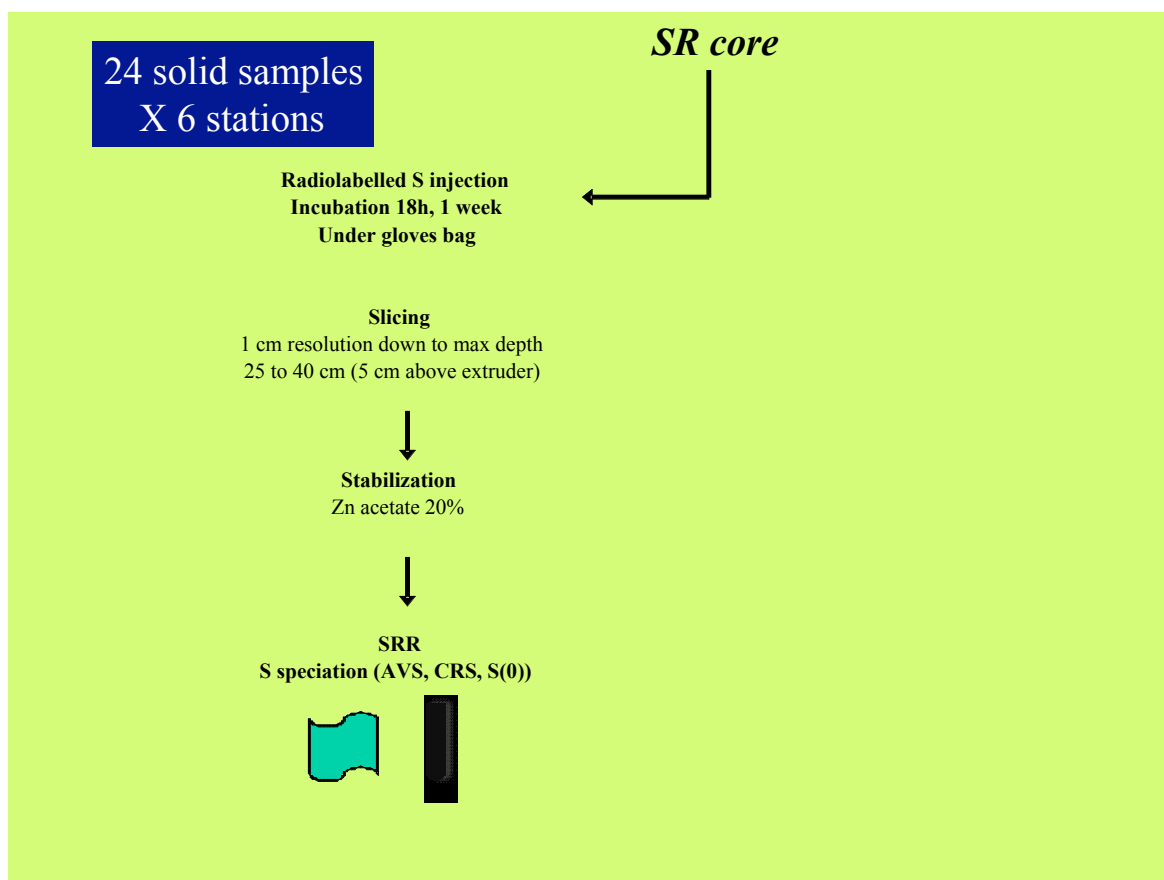 24 solid samples
X 6 stations
SR core
Radiolabelled S injection
Incubation 18h, 1 week
Under gloves bag
Slicing
1 cm resolution down to max depth
25 to 40 cm (5 cm above extruder)
Stabilization
Zn acetate 20%
SRR
S speciation (AVS, CRS, S(0))